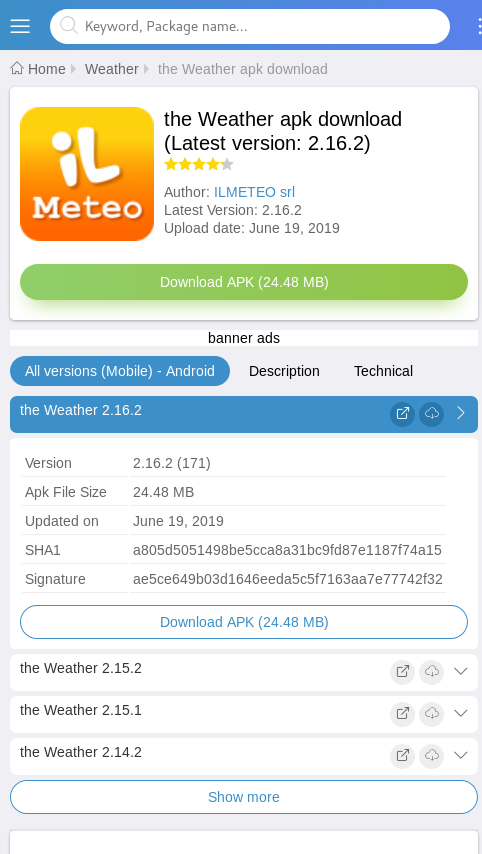 Keyword, Package name...
Home Weather the Weather apk download
iL
Meteo
the Weather apk download
(Latest version: 2.16.2)
Author: ILMETEO srl
Latest Version: 2.16.2
Upload date: June 19, 2019
Download APK (24.48 MB)
banner ads
All versions (Mobile) - Android Description Technical
the Weather 2.16.2
Version 2.16.2 (171)
Apk File Size 24.48 MB
Updated on June 19, 2019
SHA1 a805d5051498be5cca8a31bc9fd87e1187f74a15
Signature ae5ce649b03d1646eeda5c5f7163aa7e77742f32
Download APK (24.48 MB)
the Weather 2.15.2
the Weather 2.15.1
the Weather 2.14.2
Show more